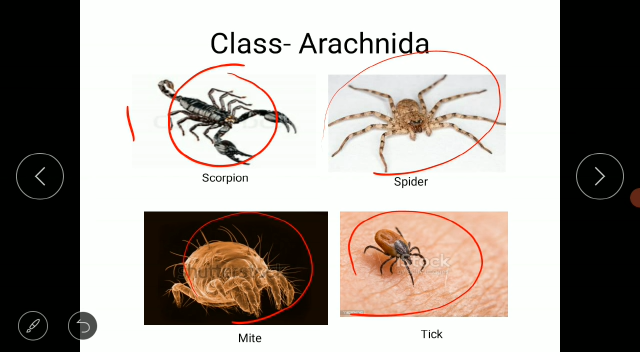 Class- Arachnida
Scorpion
Spider
Mite
Tick